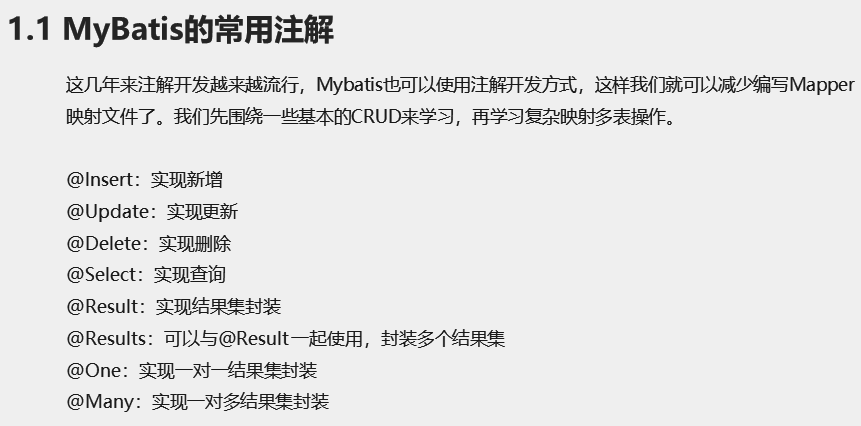 1.1 MyBatis的常用注解
这几年来注解开发越来越流行，Mybatis也可以使用注解开发方式，这样我们就可以减少编写Mapper
映射文件了。我们先围绕一些基本的CRUD来学习，再学习复杂映射多表操作。
@Insert：实现新增
@Update：实现更新
@Delete：实现删除
@Select：实现查询
@Result：实现结果集封装
@Results：可以与@Result一起使用，封装多个结果集
@One：实现一对一结果集封装
@Many：实现一对多结果集封装